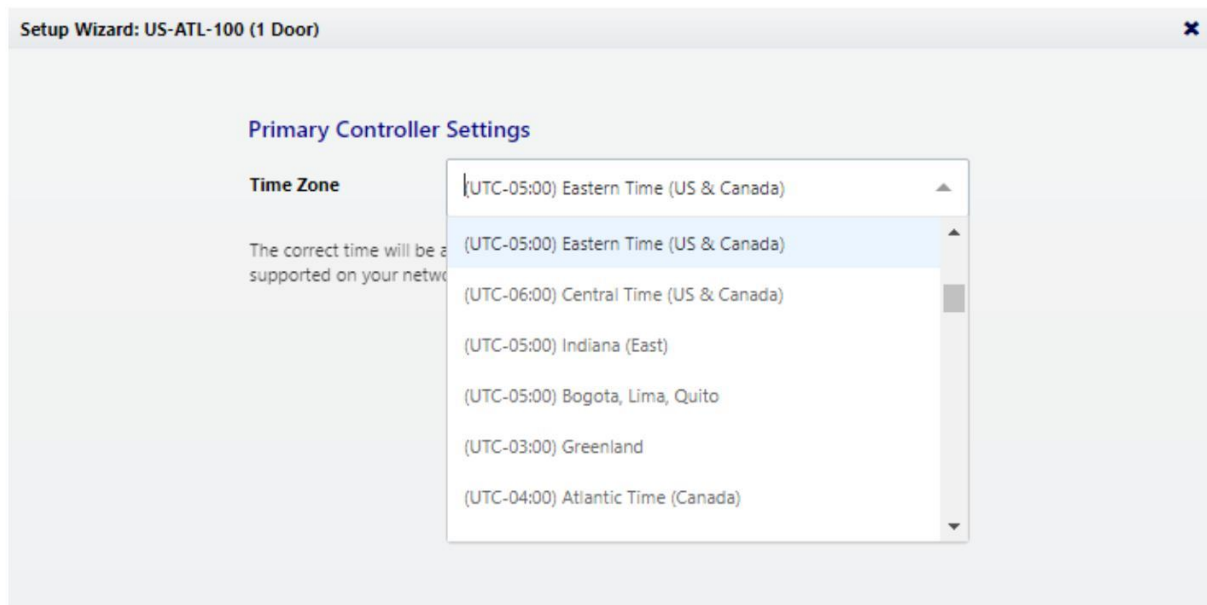 Setup Wizard: US-ATL-100 (1 Door)
Primary Controller Settings
Time Zone
(UTC-05:00) Eastern Time (US & Canada)
The correct time will be
supported on your
(UTC-05:00) Eastern Time (US & Canada)
(UTC-06:00) Central Time (US & Canada)
(UTC-05:00) Indiana (East)
(UTC-05:00) Bogota, Lima, Quito
(UTC-03:00) Greenland
(UTC-04:00) Atlantic Time (Canada)